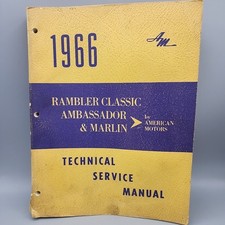 1966
AM
RAMBLER CLASSIC
AMBASSADOR
& MARLIN
by
AMERICAN
MOTORS
TECHNICAL
SERVICE
MANUAL